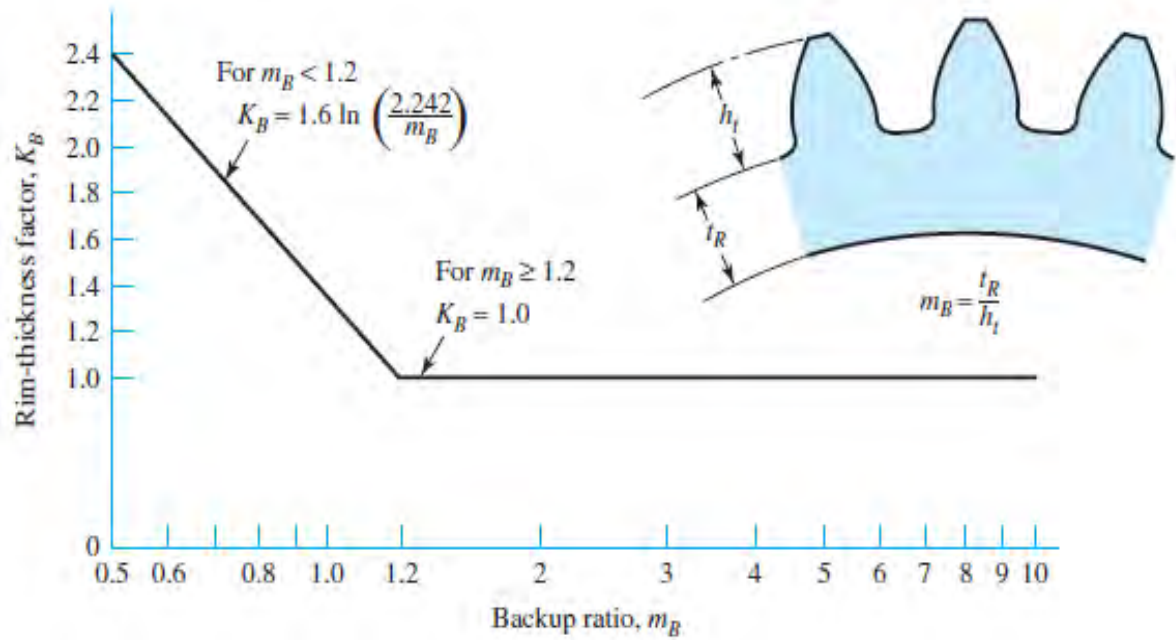 Rim-thickness factor, K_B
2.4
2.2
2.0
1.8
1.6
1.4
1.2
1.0
0
For m_B < 1.2
K_B = 1.6 ln (2.242/m_B)
For m_B ≥ 1.2
K_B = 1.0
h_t
t_R
m_B = t_R/h_t
0.5 0.6 0.8 1.0 1.2 2 3 4 5 6 7 8 9 10
Backup ratio, m_B